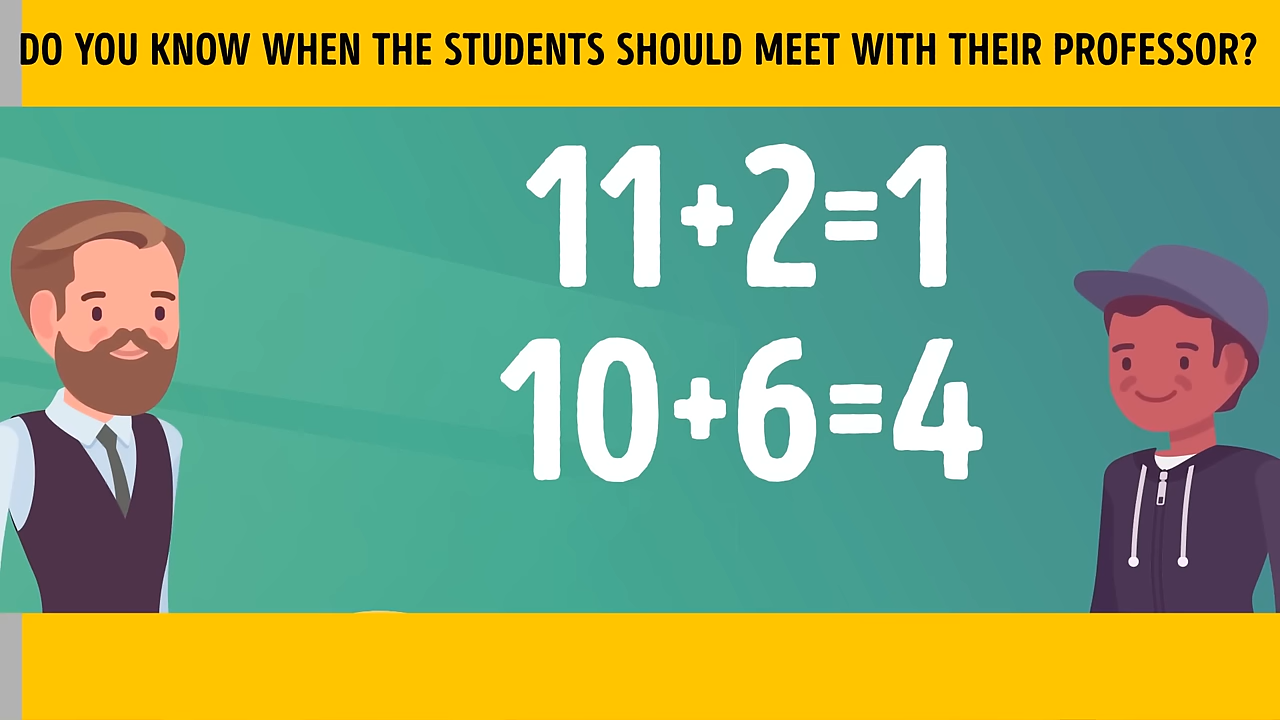 DO YOU KNOW WHEN THE STUDENTS SHOULD MEET WITH THEIR PROFESSOR?
11+2=1
10+6=4